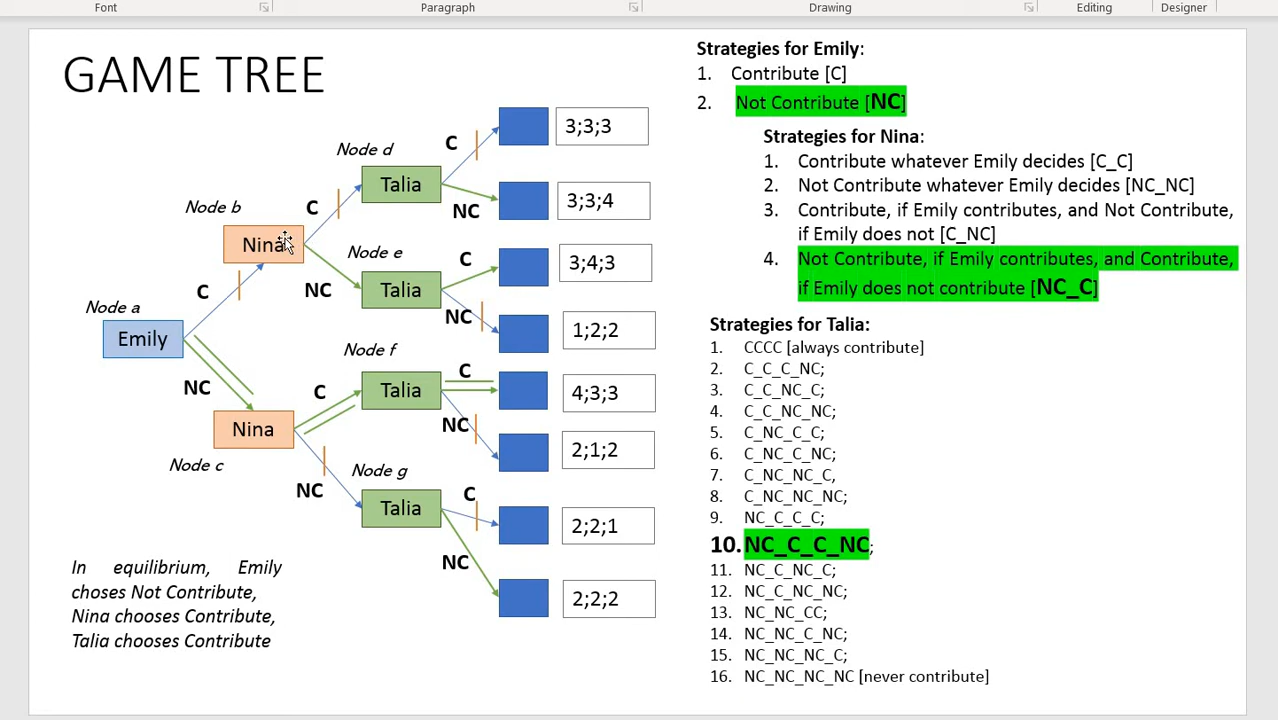 Font
Paragraph
Drawing
Editing
Designer
GAME TREE
Node a
Emily
C
NC
Node b
Nina
C
NC
Nina
Node c
C
NC
Node d
Talia
C
NC
Node e
Talia
C
NC
Node f
Talia
C
NC
Node g
Talia
C
NC
3;3;3
3;3;4
3;4;3
1;2;2
4;3;3
2;1;2
2;2;1
2;2;2
In equilibrium, Emily
choses Not Contribute,
Nina chooses Contribute,
Talia chooses Contribute
Strategies for Emily:
1. Contribute [C]
2. Not Contribute [NC]
Strategies for Nina:
1. Contribute whatever Emily decides [C_C]
2. Not Contribute whatever Emily decides [NC_NC]
3. Contribute, if Emily contributes, and Not Contribute,
if Emily does not [C_NC]
4. Not Contribute, if Emily contributes, and Contribute,
if Emily does not contribute [NC_C]
Strategies for Talia:
1. CCCC [always contribute]
2. C_C_C_NC;
3. C_C_NC_C;
4. C_C_NC_NC;
5. C_NC_C_C;
6. C_NC_C_NC;
7. C_NC_NC_C,
8. C_NC_NC_NC;
9. NC_C_C_C;
10. NC_C_C_NC;
11. NC_C_NC_C;
12. NC_C_NC_NC;
13. NC_NC_CC;
14. NC_NC_C_NC;
15. NC_NC_NC_C;
16. NC_NC_NC_NC [never contribute]